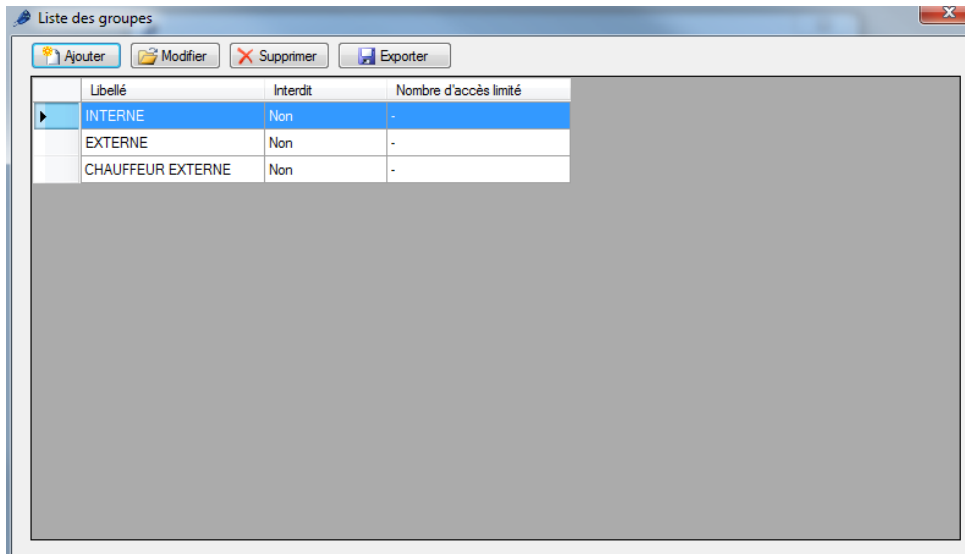 Liste des groupes
Ajouter Modifier Supprimer Exporter
Libellé Interdit Nombre d'accès limité
INTERNE Non -
EXTERNE Non -
CHAUFFEUR EXTERNE Non -